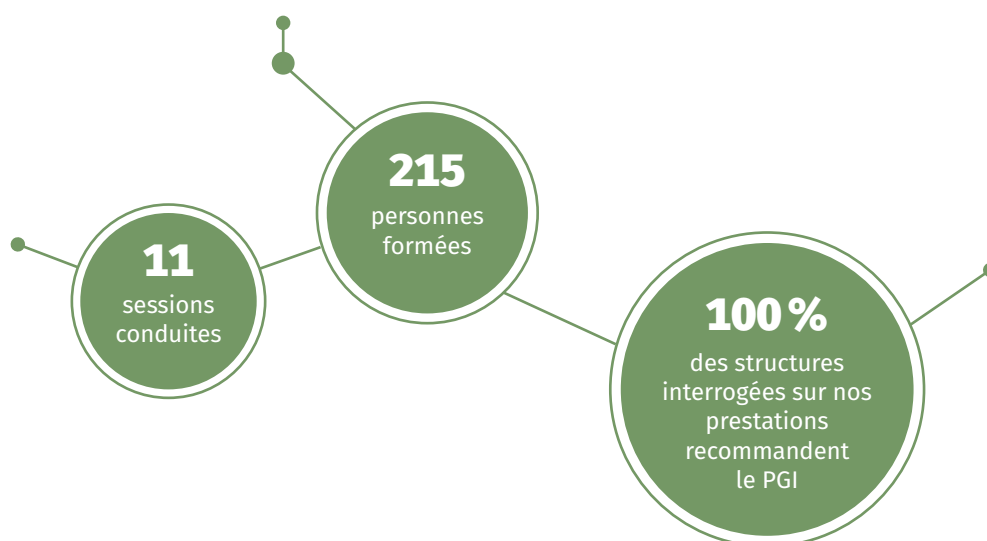 11
sessions
conduites
215
personnes
formées
100 %
des structures
interrogées sur nos
prestations
recommandent
le PGI